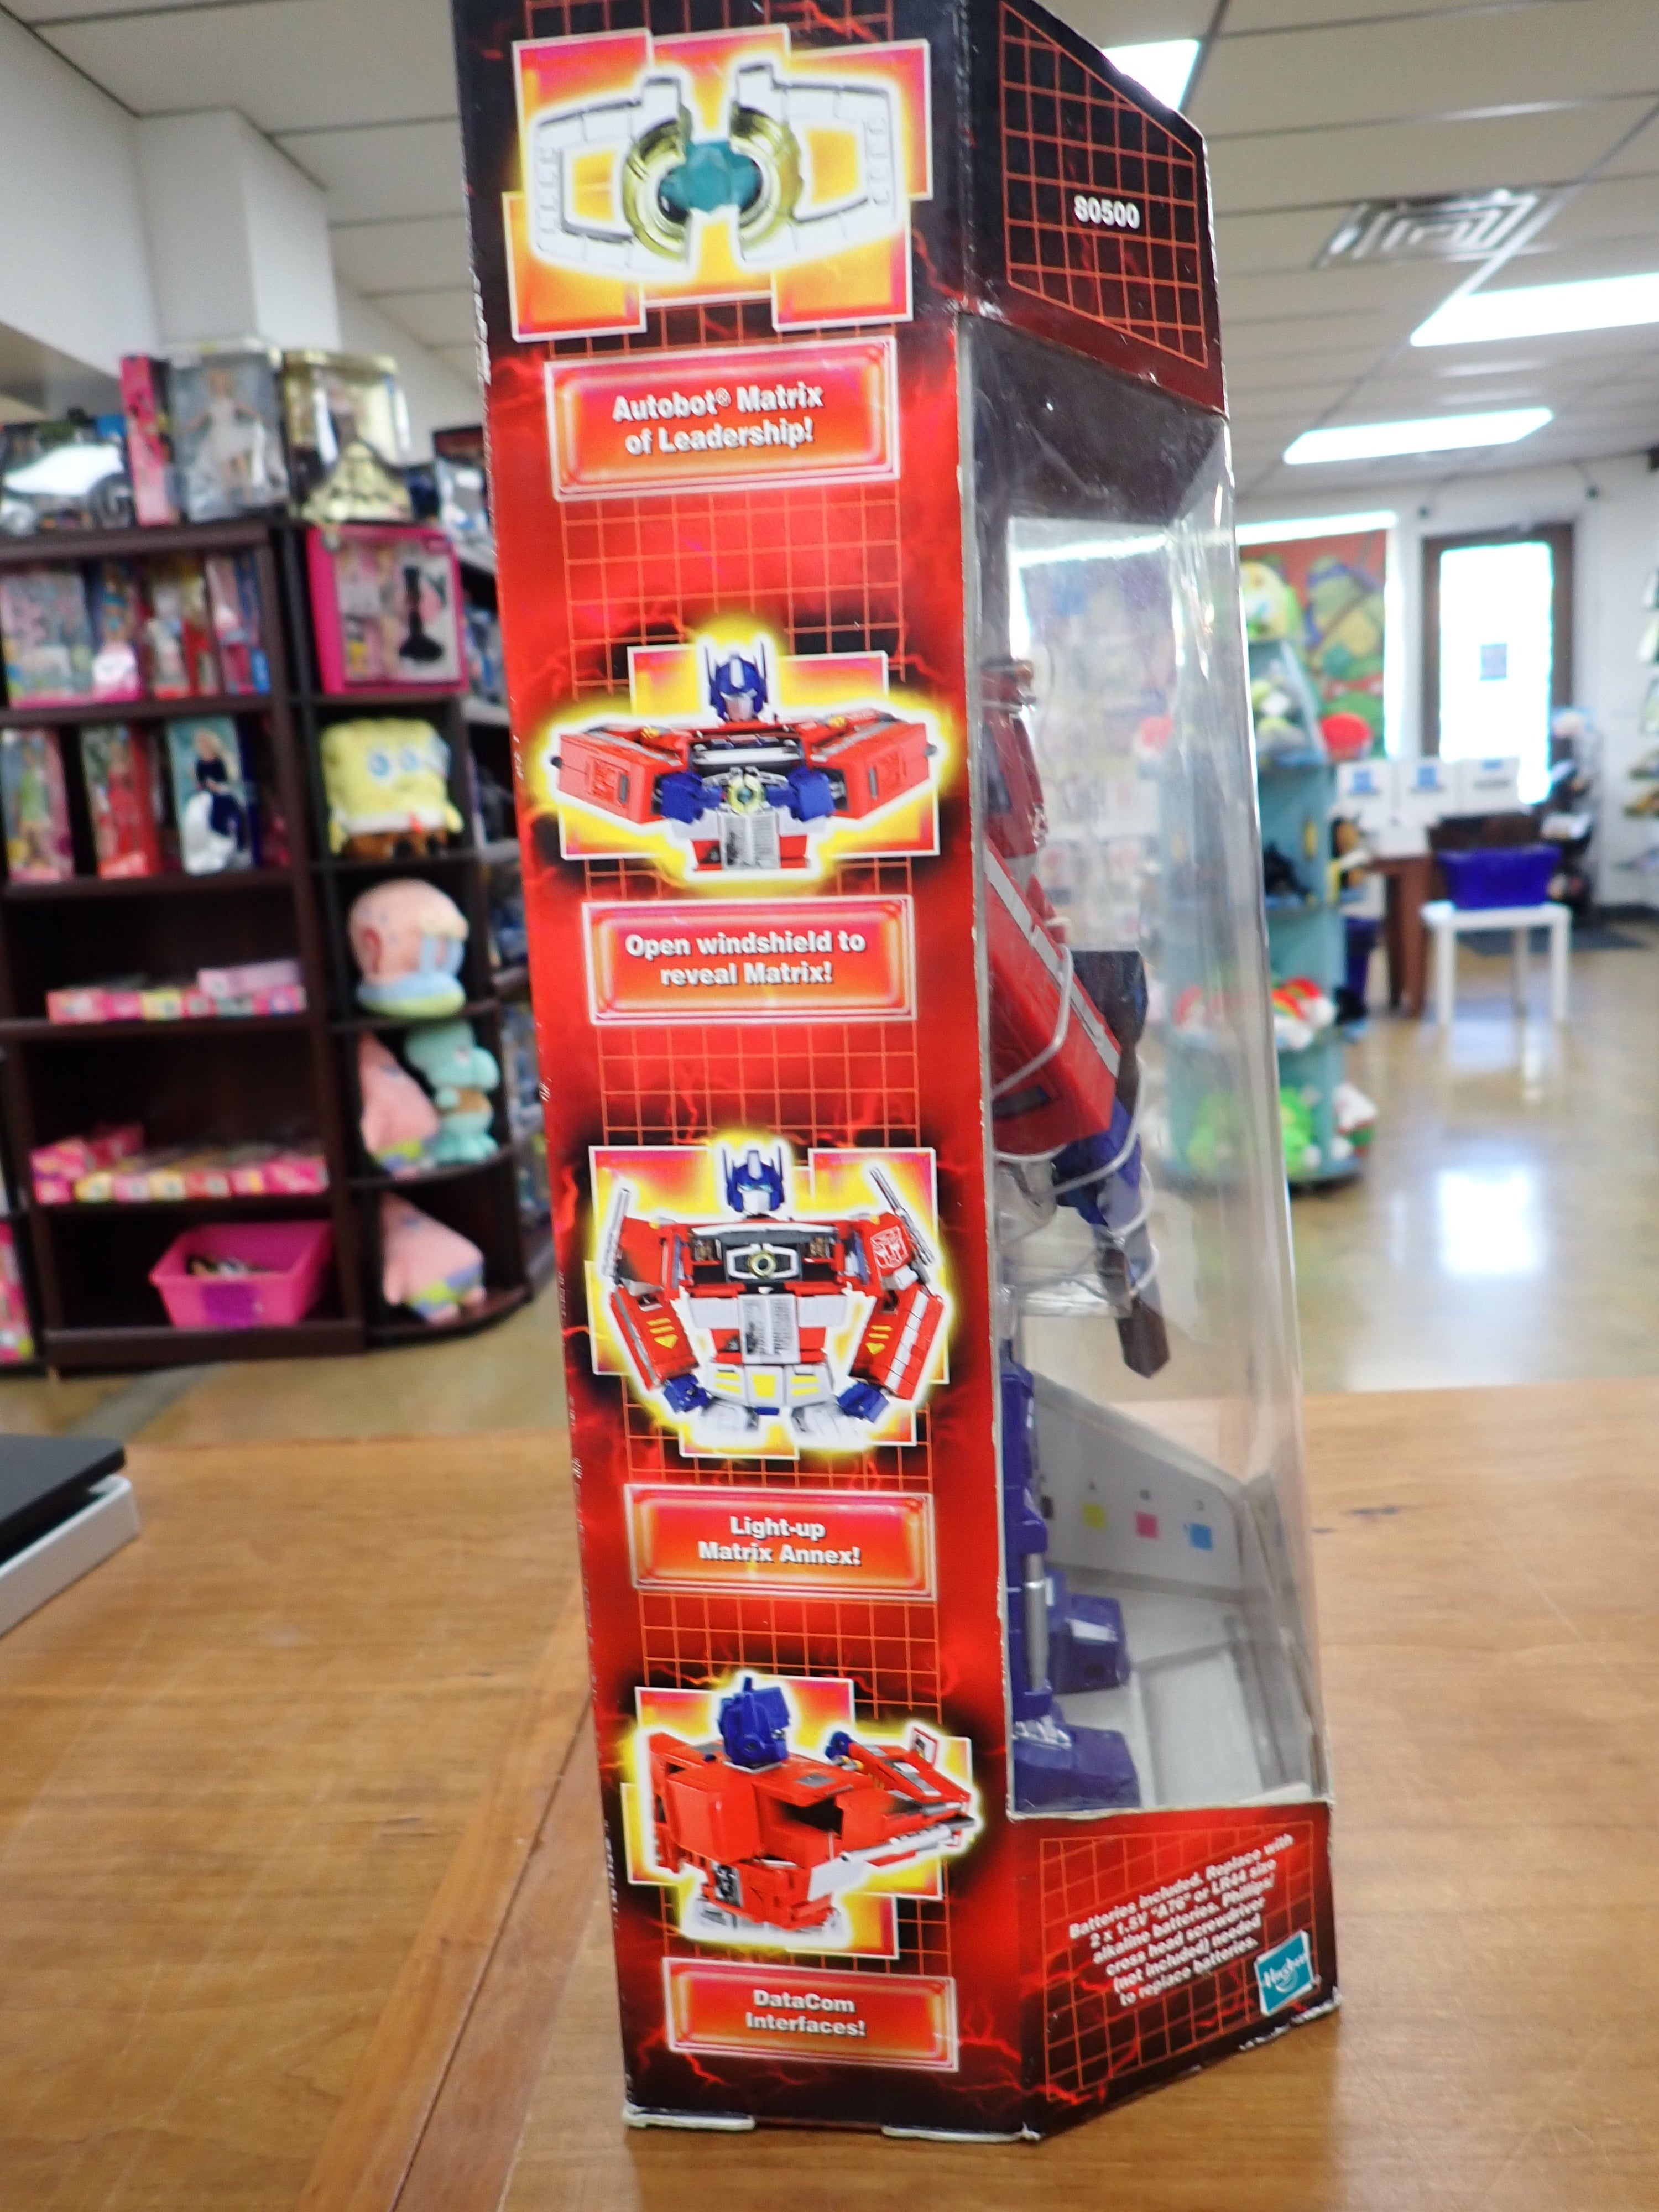 80500
Autobot® Matrix
of Leadership!
Open windshield to
reveal Matrix!
Light-up
Matrix Annex!
DataCom
Interfaces!
Batteries included. Replace with
2 x 1.5V "A76" or LR44 size
alkaline batteries. Phillips/
cross head screwdriver
(not included) needed
to replace batteries.
Hasbro